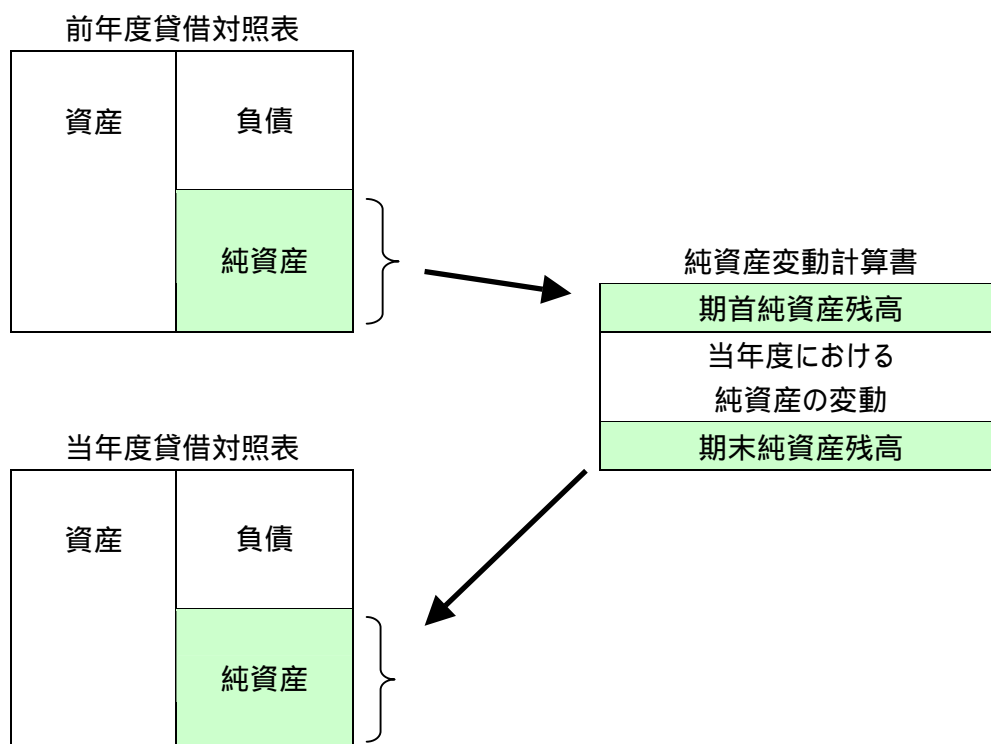 前年度貸借対照表
資産
負債
純資産
純資産変動計算書
期首純資産残高
当年度における
純資産の変動
期末純資産残高
当年度貸借対照表
資産
負債
純資産